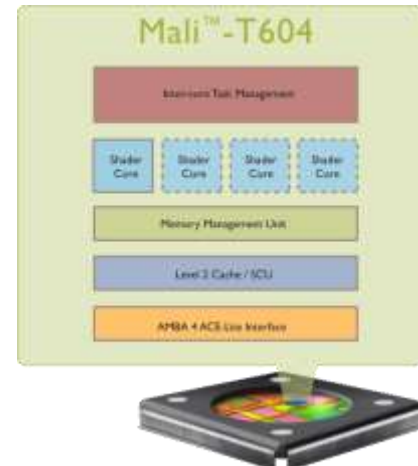 Mali™-T604
Inter-core Task Management
Shader Shader Shader Shader
Core Core Core Core
Memory Management Unit
Level 2 Cache / SCU
AMBA 4 ACE-Lite Interface